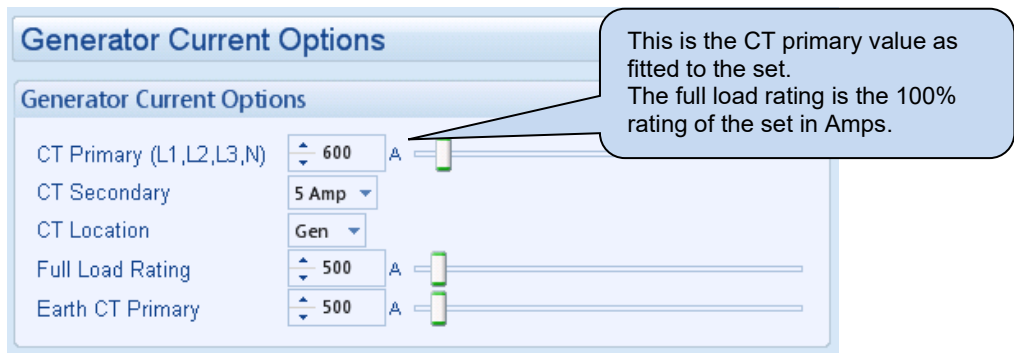 Generator Current Options
This is the CT primary value as
fitted to the set.
The full load rating is the 100%
rating of the set in Amps.
Generator Current Options
CT Primary (L1,L2,L3,N) 600 A
CT Secondary 5 Amp
CT Location Gen
Full Load Rating 500 A
Earth CT Primary 500 A